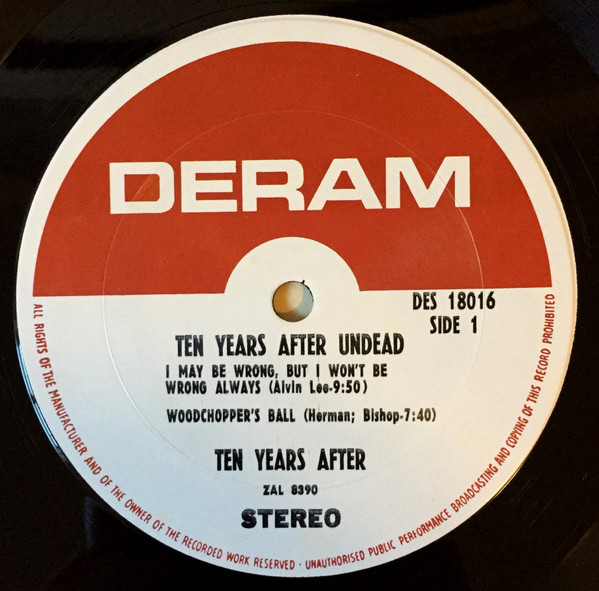 DERAM
DES 18016
SIDE 1
TEN YEARS AFTER UNDEAD
I MAY BE WRONG, BUT I WON'T BE
WRONG ALWAYS (Alvin Lee-9:50)
WOODCHOPPER'S BALL (Herman; Bishop-7:40)
TEN YEARS AFTER
ZAL 8390
STEREO
ALL RIGHTS OF THE MANUFACTURER AND OF THE OWNER OF THE RECORDED WORK RESERVED · UNAUTHORISED PUBLIC PERFORMANCE BROADCASTING AND COPYING OF THIS RECORD PROHIBITED